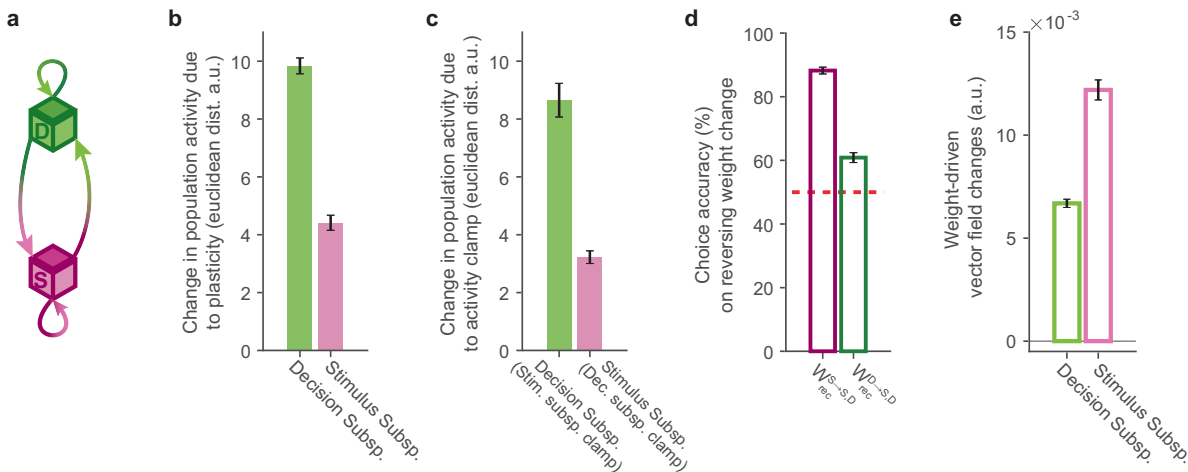 a
D
S
b
Change in population activity due
to plasticity (euclidean dist. a.u.)
10
8
6
4
2
0
Decision Subsp.
Stimulus Subsp.
c
Change in population activity due
to activity clamp (euclidean dist. a.u.)
10
8
6
4
2
0
Decision Subsp.
(Stim. subsp. clamp)
Stimulus Subsp.
(Dec. subsp. clamp)
d
Choice accuracy (%)
on reversing weight change
100
80
60
40
20
0
W_rec^S→S,D
W_rec^D→S,D
e
×10⁻³
Weight-driven
vector field changes (a.u.)
15
10
5
0
Decision Subsp.
Stimulus Subsp.